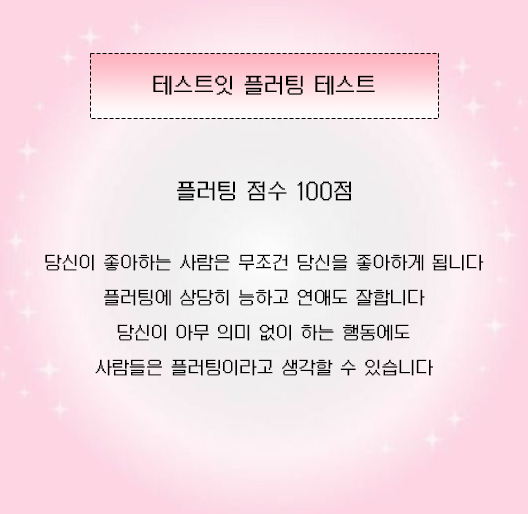 테스트잇 플러팅 테스트
플러팅 점수 100점
당신이 좋아하는 사람은 무조건 당신을 좋아하게 됩니다
플러팅에 상당히 능하고 연애도 잘합니다
당신이 아무 의미 없이 하는 행동에도
사람들은 플러팅이라고 생각할 수 있습니다